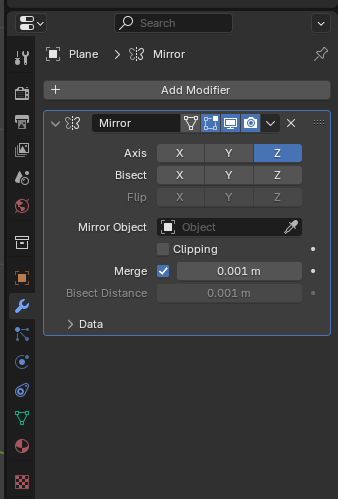 Search
Plane > Mirror
+ Add Modifier
Mirror
Axis X Y Z
Bisect X Y Z
Flip X Y Z
Mirror Object Object
Clipping
Merge 0.001 m
Bisect Distance 0.001 m
Data